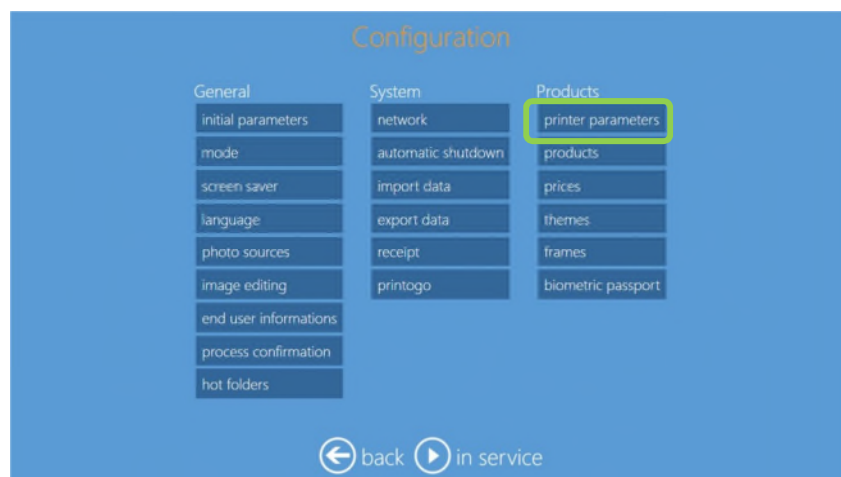 Configuration
General
initial parameters
mode
screen saver
language
photo sources
image editing
end user informations
process confirmation
hot folders
System
network
automatic shutdown
import data
export data
receipt
printogo
Products
printer parameters
products
prices
themes
frames
biometric passport
back in service